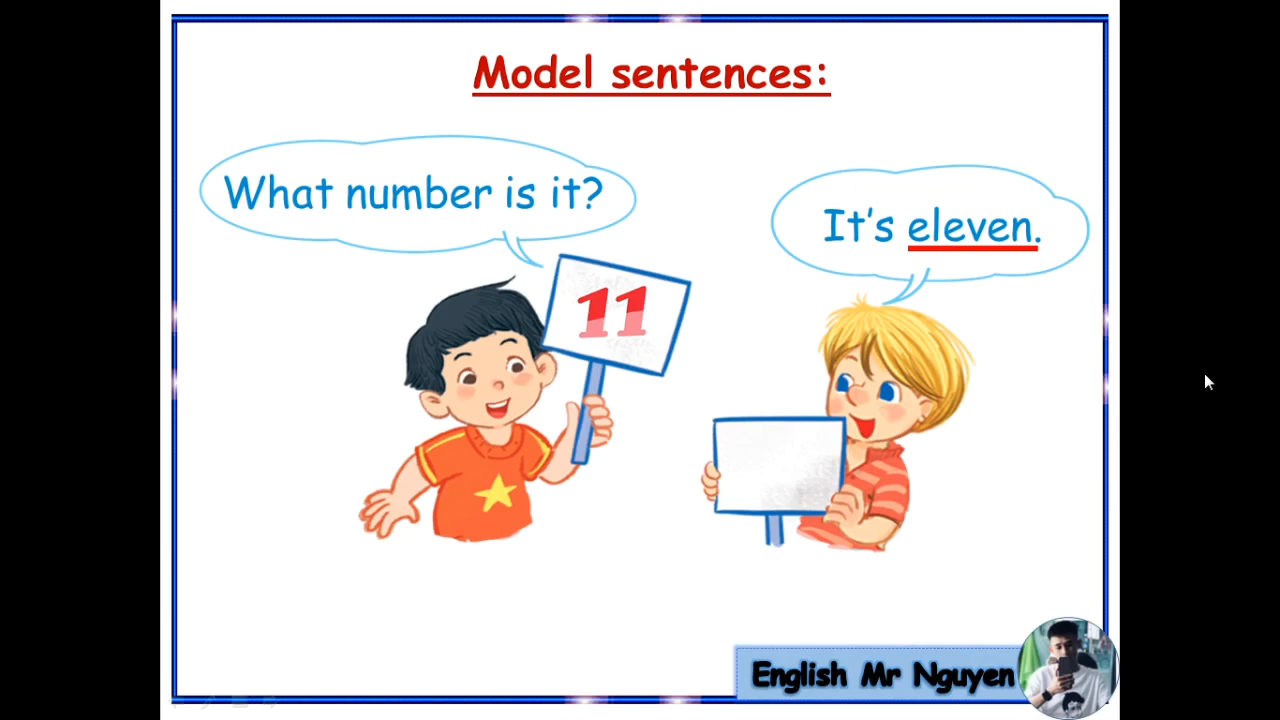 Model sentences:
What number is it?
It's eleven.
11
English Mr Nguyen